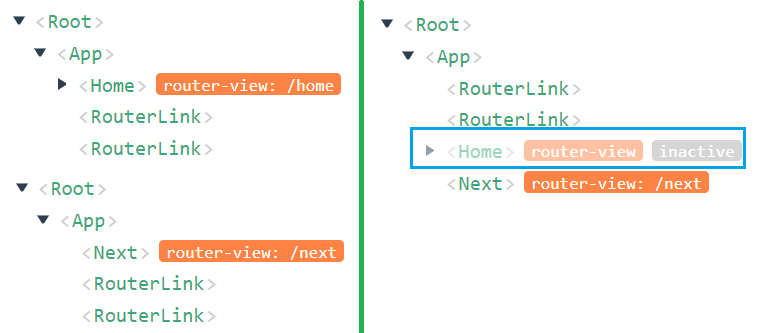 <Root>
<App>
<Home> router-view: /home
<RouterLink>
<RouterLink>
<Root>
<App>
<Next> router-view: /next
<RouterLink>
<RouterLink>
<Root>
<App>
<RouterLink>
<RouterLink>
<Home> router-view inactive
<Next> router-view: /next